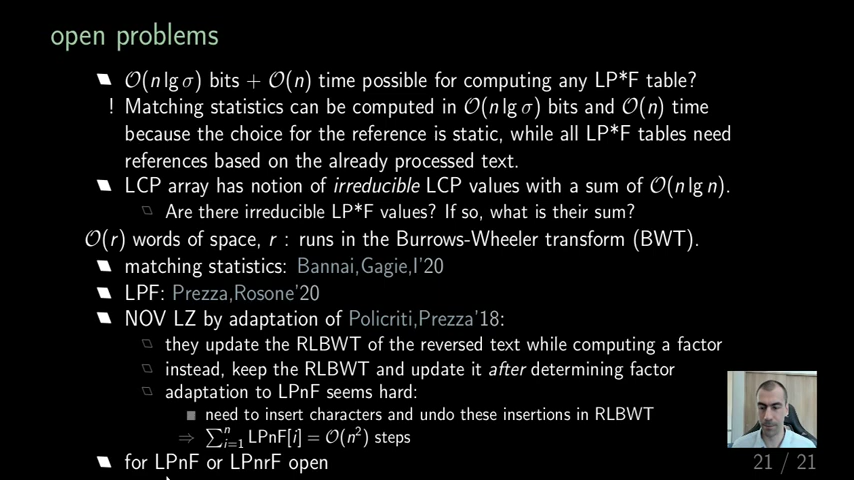 open problems
O(n lg σ) bits + O(n) time possible for computing any LP*F table?
! Matching statistics can be computed in O(n lg σ) bits and O(n) time
because the choice for the reference is static, while all LP*F tables need
references based on the already processed text.
LCP array has notion of irreducible LCP values with a sum of O(n lg n).
Are there irreducible LP*F values? If so, what is their sum?
O(r) words of space, r : runs in the Burrows-Wheeler transform (BWT).
matching statistics: Bannai,Gagie,I'20
LPF: Prezza,Rosone'20
NOV LZ by adaptation of Policriti,Prezza'18:
they update the RLBWT of the reversed text while computing a factor
instead, keep the RLBWT and update it after determining factor
adaptation to LPnF seems hard:
need to insert characters and undo these insertions in RLBWT
⇒ ∑ⁿᵢ₌₁ LPnF[i] = O(n²) steps
for LPnF or LPnrF open
21 / 21